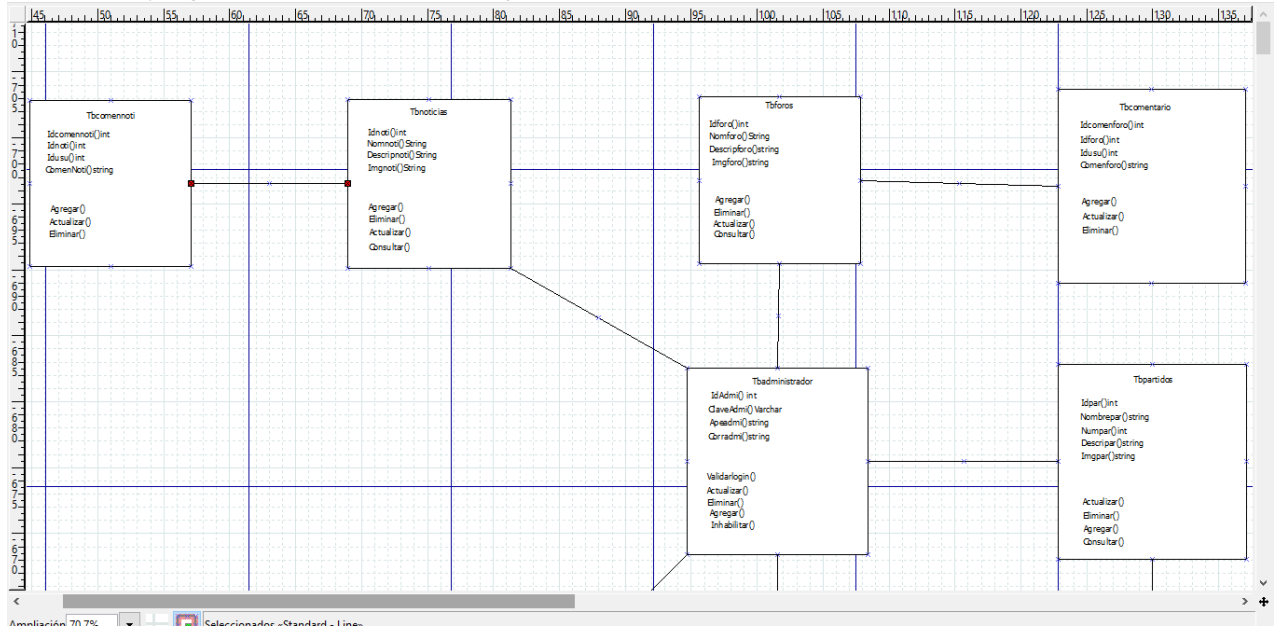 45 50 55 60 65 70 75 80 85 90 95 100 105 110 115 120 125 130 135
Tbcomennoti
Idcomennoti()int
Idnoti()int
Idusu()int
ComenNoti()string
Agregar()
Actualizar()
Eliminar()
Tbnoticias
Idnoti()int
Nomnoti()String
Descripnoti()String
Imgnoti()String
Agregar()
Eliminar()
Actualizar()
Consultar()
Tbforos
Idforo()int
Nomforo()String
Descripforo()string
Imgforo()string
Agregar()
Eliminar()
Actualizar()
Consultar()
Tbcomentario
Idcomenforo()int
Idforo()int
Idusu()int
Comenforo()string
Agregar()
Actualizar()
Eliminar()
Tbadministrador
IdAdmi() int
ClaveAdmi() Varchar
Apeadmi()string
Corradmi()string
Validarlogin()
Actualizar()
Eliminar()
Agregar()
Inhabilitar()
Tbpartidos
Idpar()int
Nombrepar()string
Numpar()int
Descripar()string
Imgpar()string
Actualizar()
Eliminar()
Agregar()
Consultar()
Ampliación 70.7%
Seleccionados «Standard - Line»